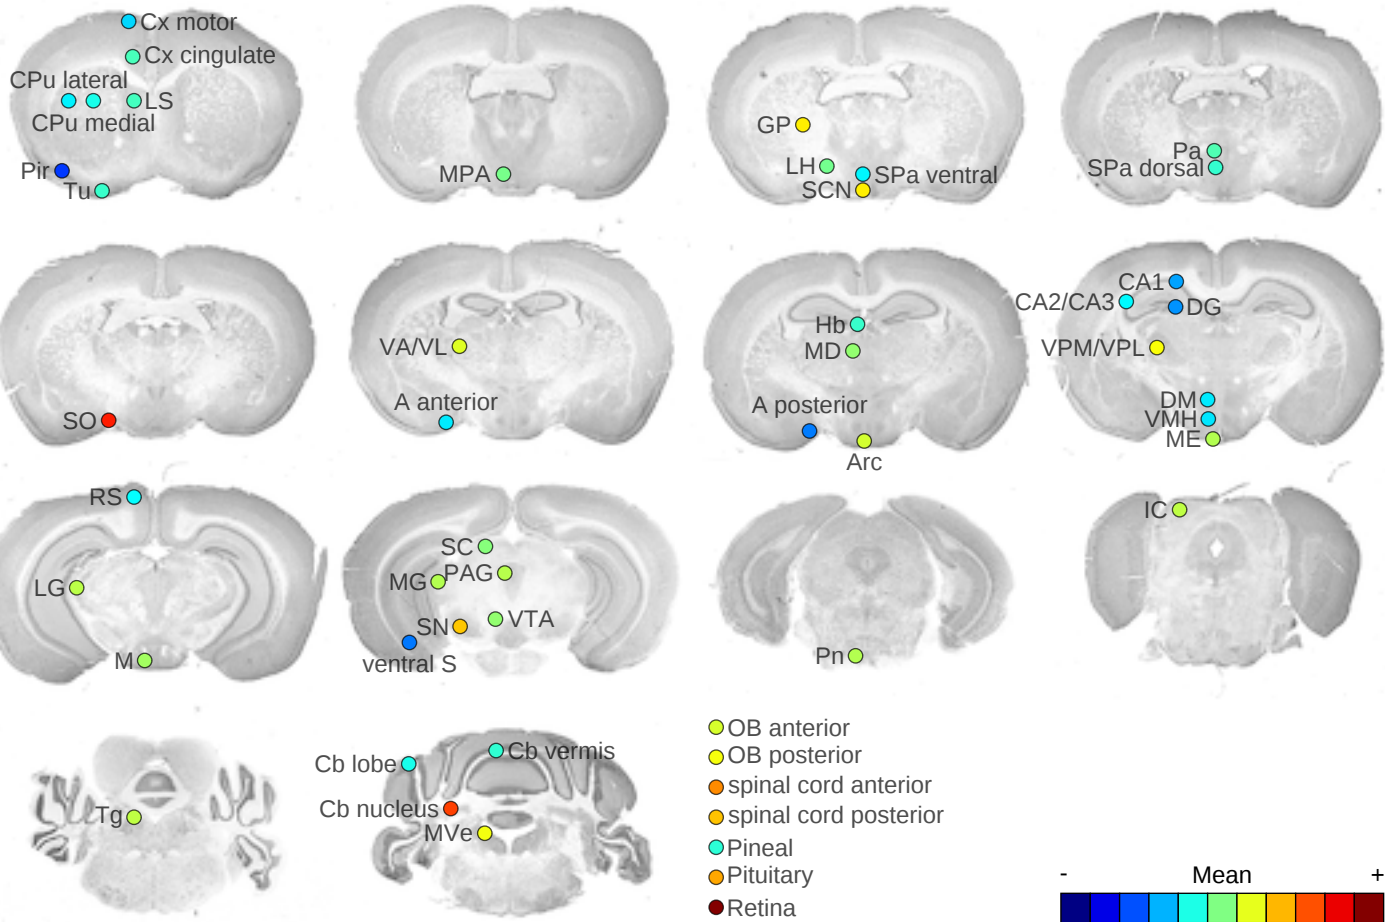 Cx motor
Cx cingulate
CPu lateral
LS
CPu medial
Pir
Tu
MPA
GP
LH
SPa ventral
SCN
Pa
SPa dorsal
SO
VA/VL
A anterior
Hb
MD
A posterior
Arc
CA1
CA2/CA3
DG
VPM/VPL
DM
VMH
ME
RS
LG
M
SC
MG
PAG
SN
VTA
ventral S
Pn
IC
Tg
Cb lobe
Cb vermis
Cb nucleus
MVe
OB anterior
OB posterior
spinal cord anterior
spinal cord posterior
Pineal
Pituitary
Retina
- Mean +